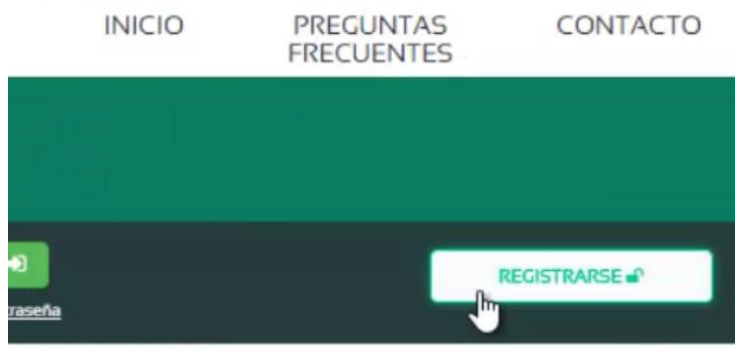 INICIO
PREGUNTAS
FRECUENTES
CONTACTO
REGISTRARSE